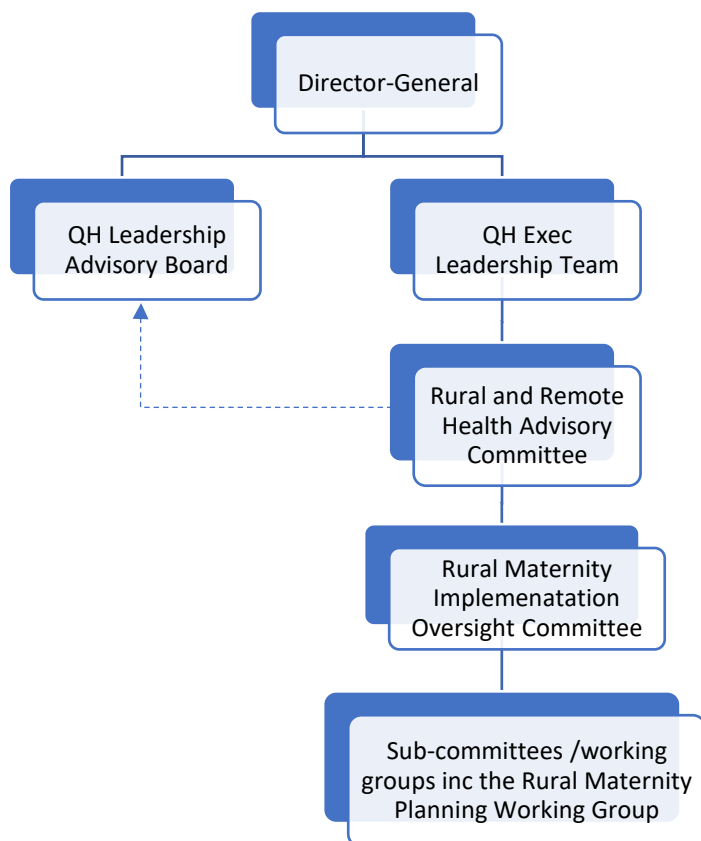 Director-General
QH Leadership
Advisory Board
QH Exec
Leadership Team
Rural and Remote
Health Advisory
Committee
Rural Maternity
Implemenatation
Oversight Committee
Sub-committees /working
groups inc the Rural Maternity
Planning Working Group